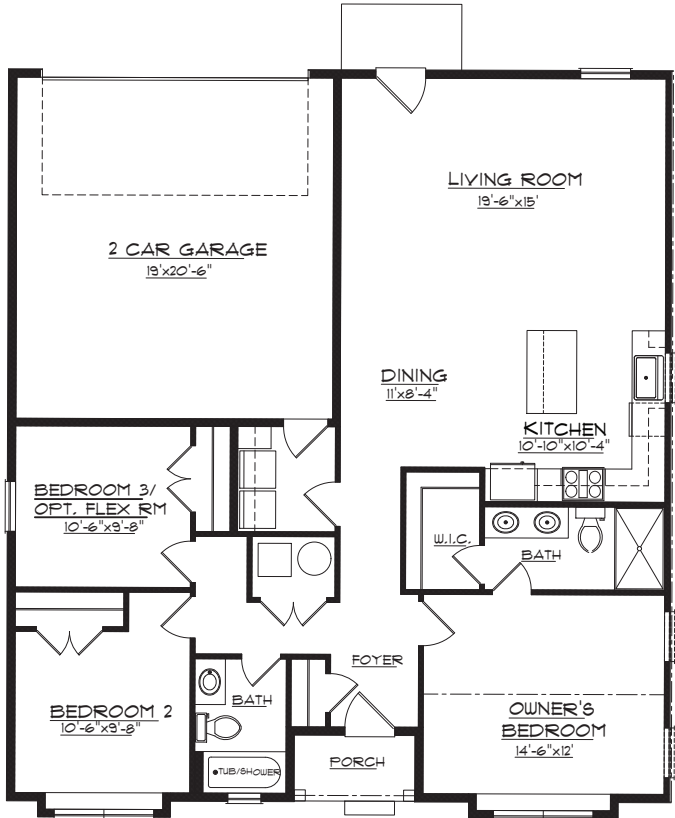 LIVING ROOM
19'-6"x15'
2 CAR GARAGE
19'x20'-6"
DINING
11'x8'-4"
KITCHEN
10'-10"x10'-4"
BEDROOM 3/
OPT. FLEX RM
10'-6"x9'-8"
W.I.C.
BATH
FOYER
BATH
BEDROOM 2
10'-6"x9'-8"
OWNER'S
BEDROOM
14'-6"x12'
PORCH
TUB/SHOWER